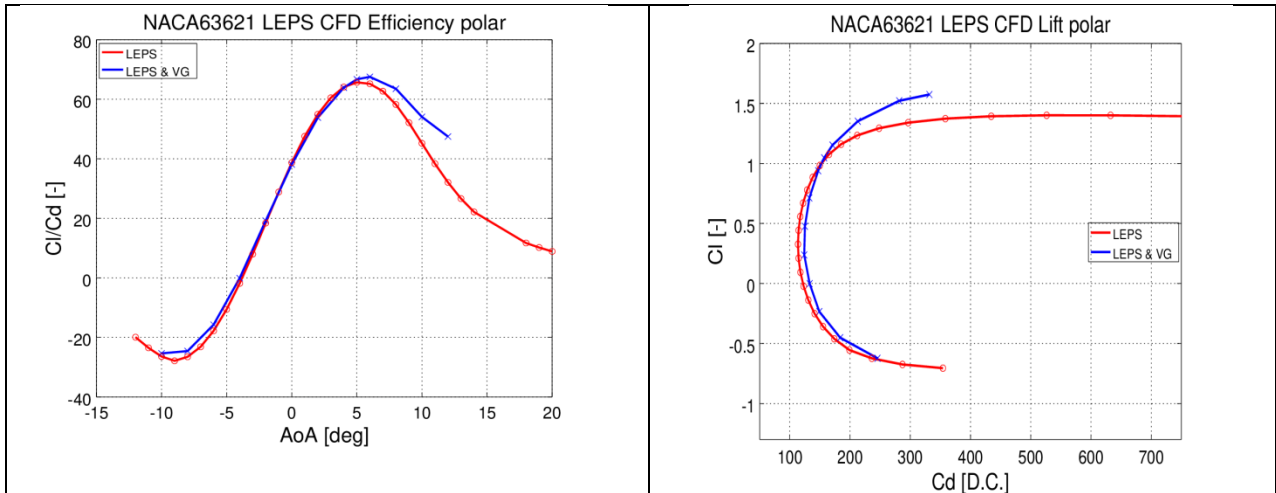 NACA63621 LEPS CFD Efficiency polar
80
60
40
20
0
-20
-40
Cl/Cd [-]
LEPS
LEPS & VG
-15
-10
-5
0
5
10
15
20
AoA [deg]
NACA63621 LEPS CFD Lift polar
2
1.5
1
0.5
0
-0.5
-1
Cl [-]
LEPS
LEPS & VG
100
200
300
400
500
600
700
Cd [D.C.]